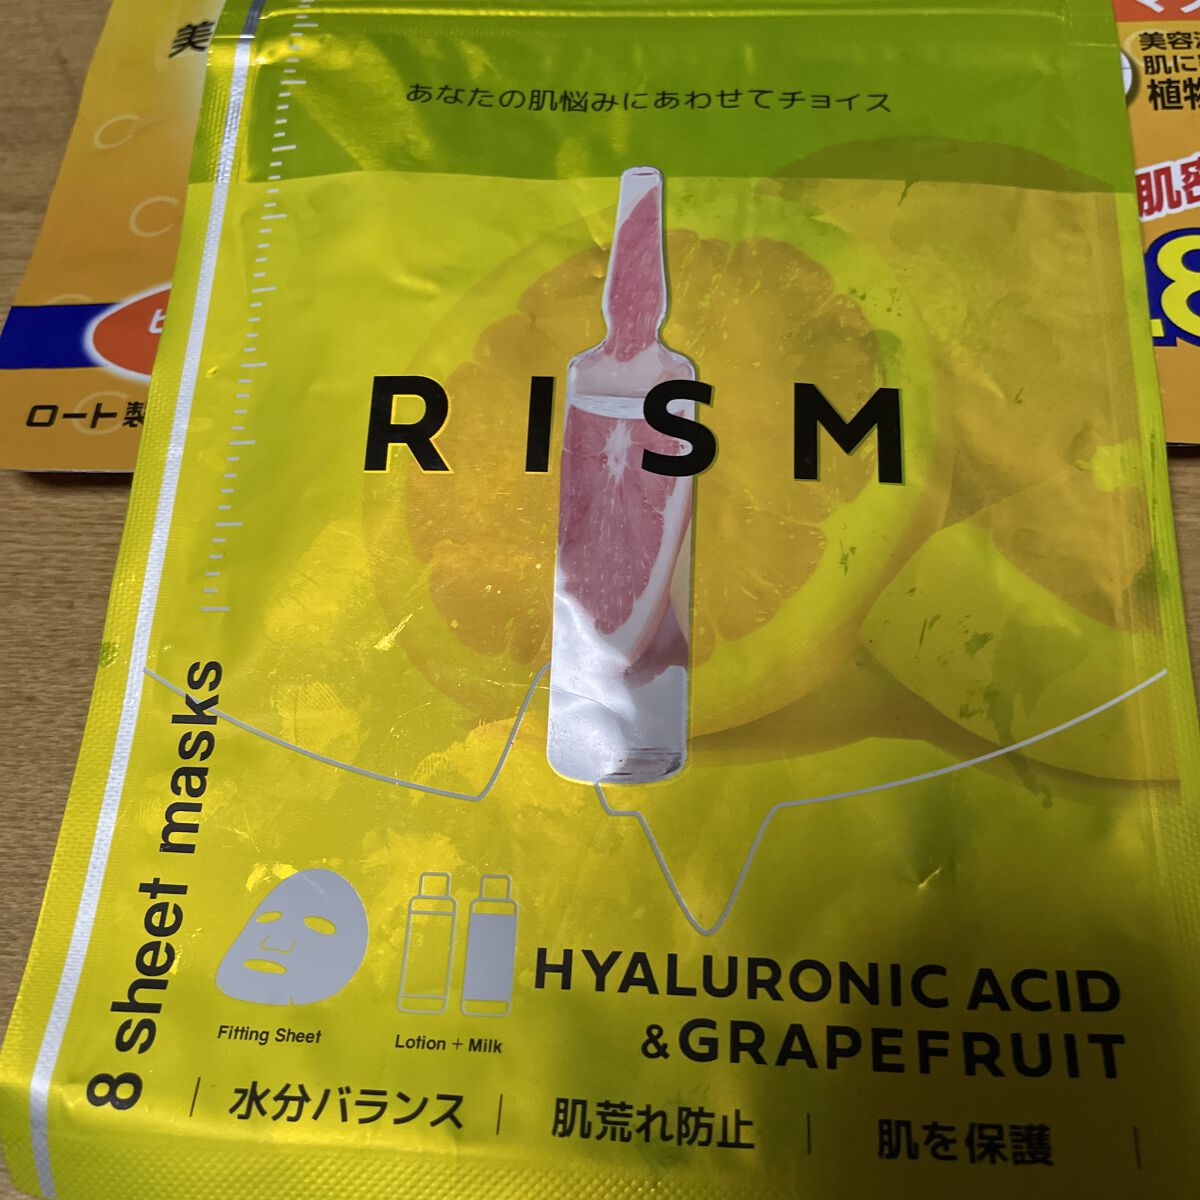 美
美容
肌に
植物
肌密
8
ロート製
あなたの肌悩みにあわせてチョイス
RISM
8 sheet masks
Fitting Sheet
Lotion + Milk
HYALURONIC ACID
&GRAPEFRUIT
水分バランス
肌荒れ防止
肌を保護